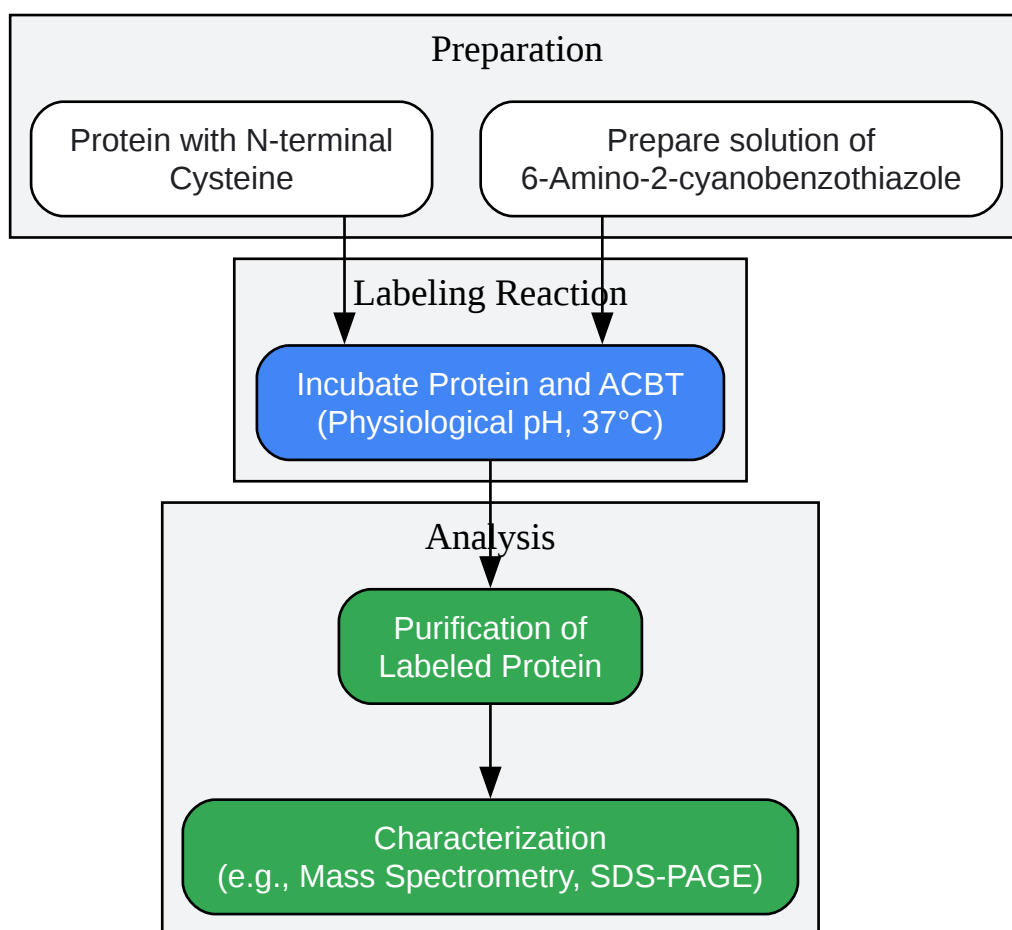 Preparation
Protein with N-terminal
Cysteine
Prepare solution of
6-Amino-2-cyanobenzothiazole
Labeling Reaction
Incubate Protein and ACBT
(Physiological pH, 37°C)
Analysis
Purification of
Labeled Protein
Characterization
(e.g., Mass Spectrometry, SDS-PAGE)